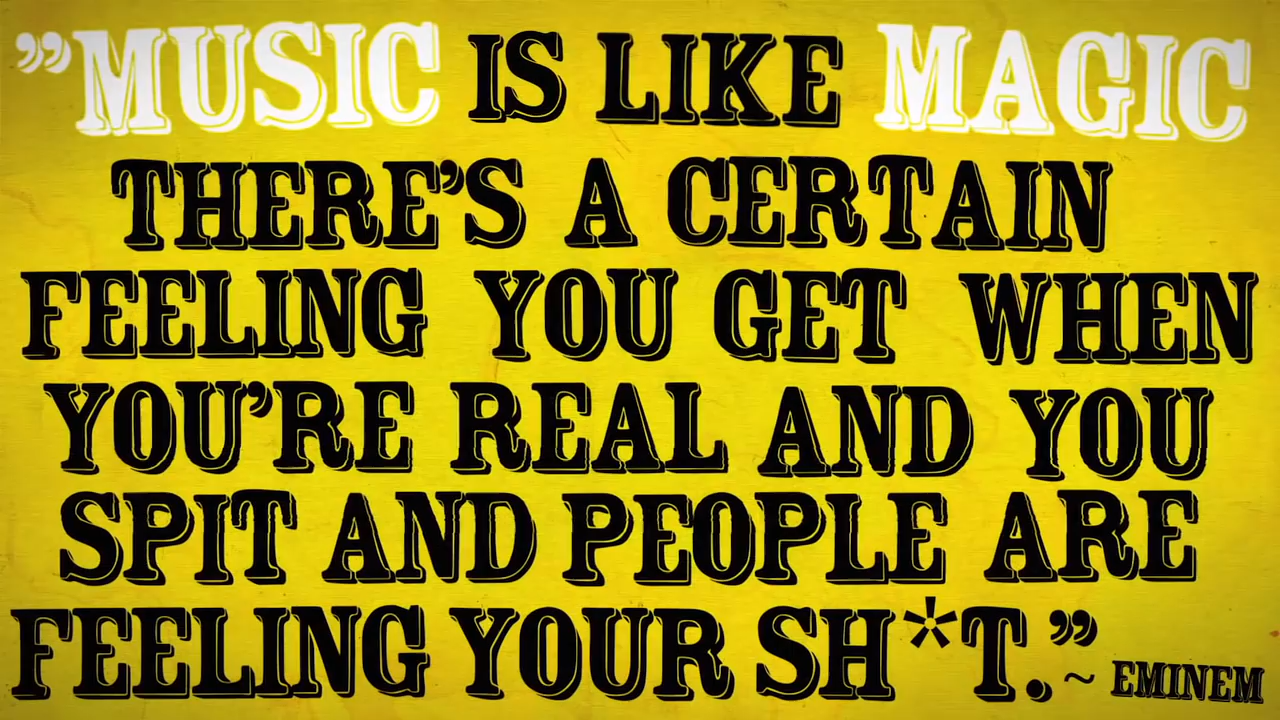 ”MUSIC IS LIKE MAGIC
THERE’S A CERTAIN
FEELING YOU GET WHEN
YOU’RE REAL AND YOU
SPIT AND PEOPLE ARE
FEELING YOUR SH*T.” ~ EMINEM